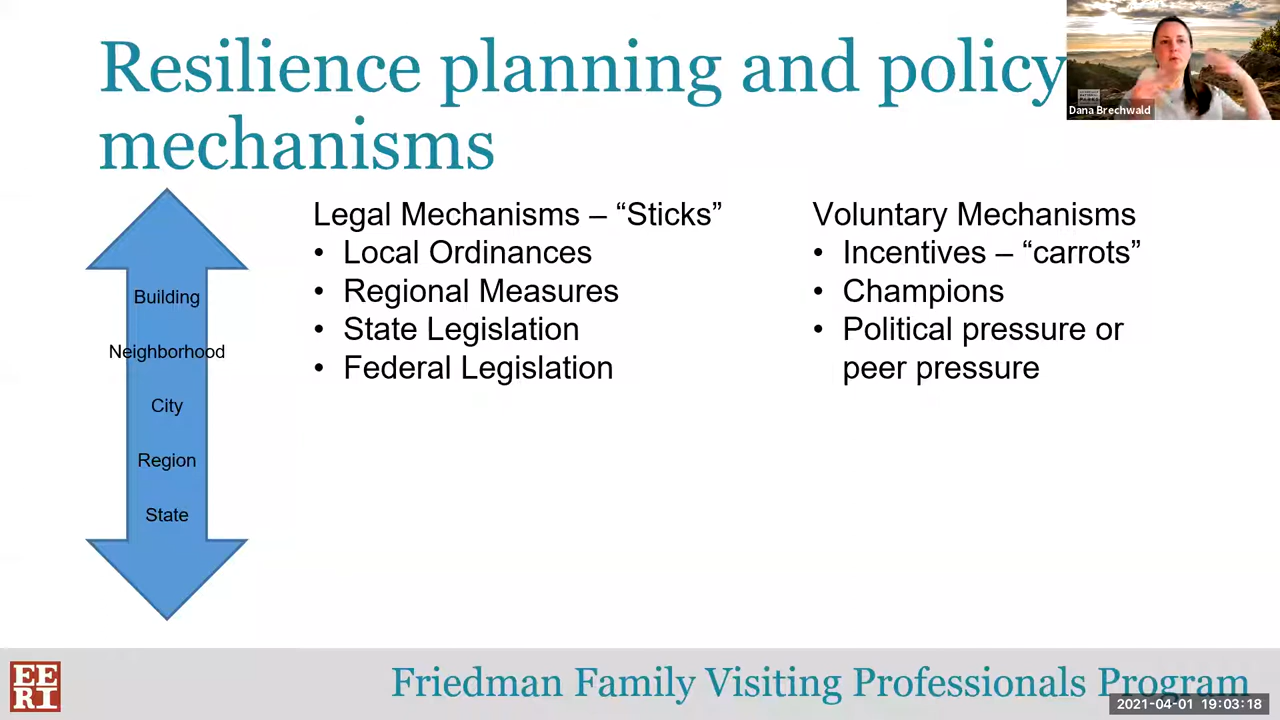 Resilience planning and policy
mechanisms
Dana Brechwald
Building
Neighborhood
City
Region
State
Legal Mechanisms – “Sticks”
• Local Ordinances
• Regional Measures
• State Legislation
• Federal Legislation
Voluntary Mechanisms
• Incentives – “carrots”
• Champions
• Political pressure or
peer pressure
EE
RI
Friedman Family Visiting Professionals Program
2021-04-01 19:03:18